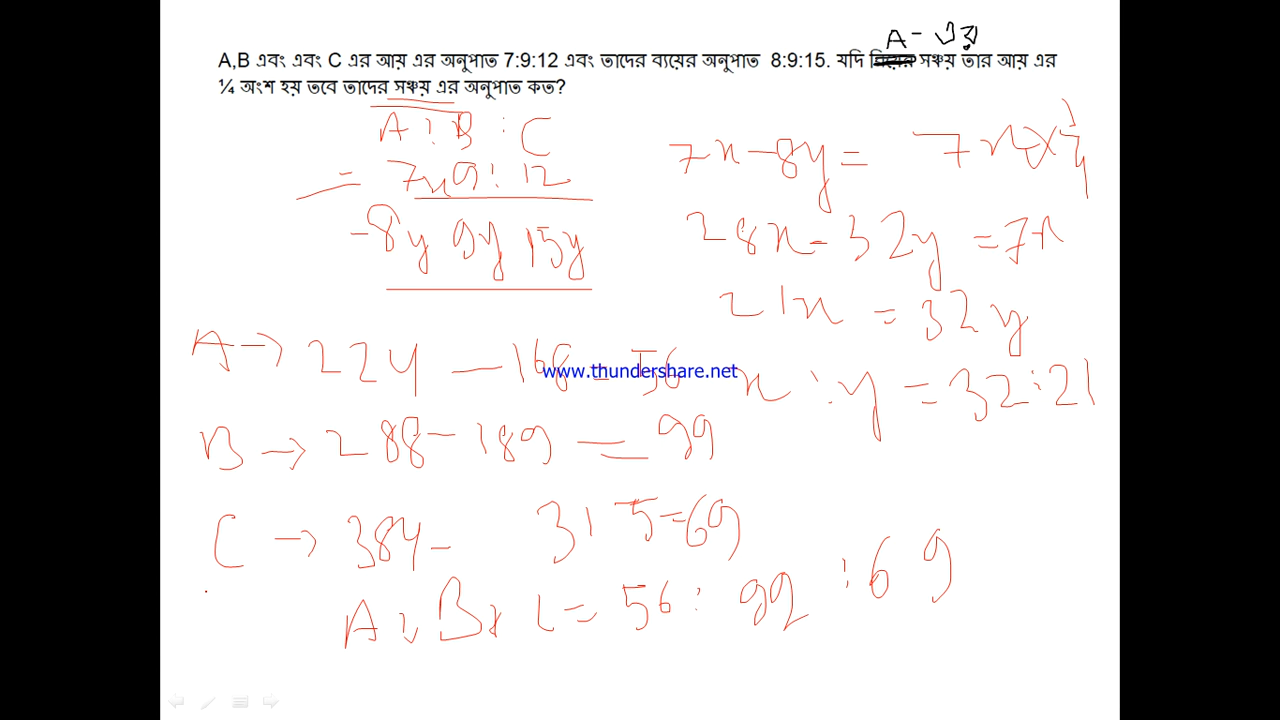 A- ওর
A,B এবং এবং C এর আয় এর অনুপাত 7:9:12 এবং তাদের ব্যয়ের অনুপাত 8:9:15. যদি সঞ্চয় তার আয় এর
¼ অংশ হয় তবে তাদের সঞ্চয় এর অনুপাত কত?
A : B : C
= 7x 9 : 12
-8y 9y 15y
7x-8y= 7x × 1/4
28x-32y =7x
21x = 32y
x : y = 32:21
A → 224 — 168 = 56
www.thundershare.net
B → 288 - 189 = 99
C → 384 - 315 = 69
A : B : C = 56 : 99 : 69